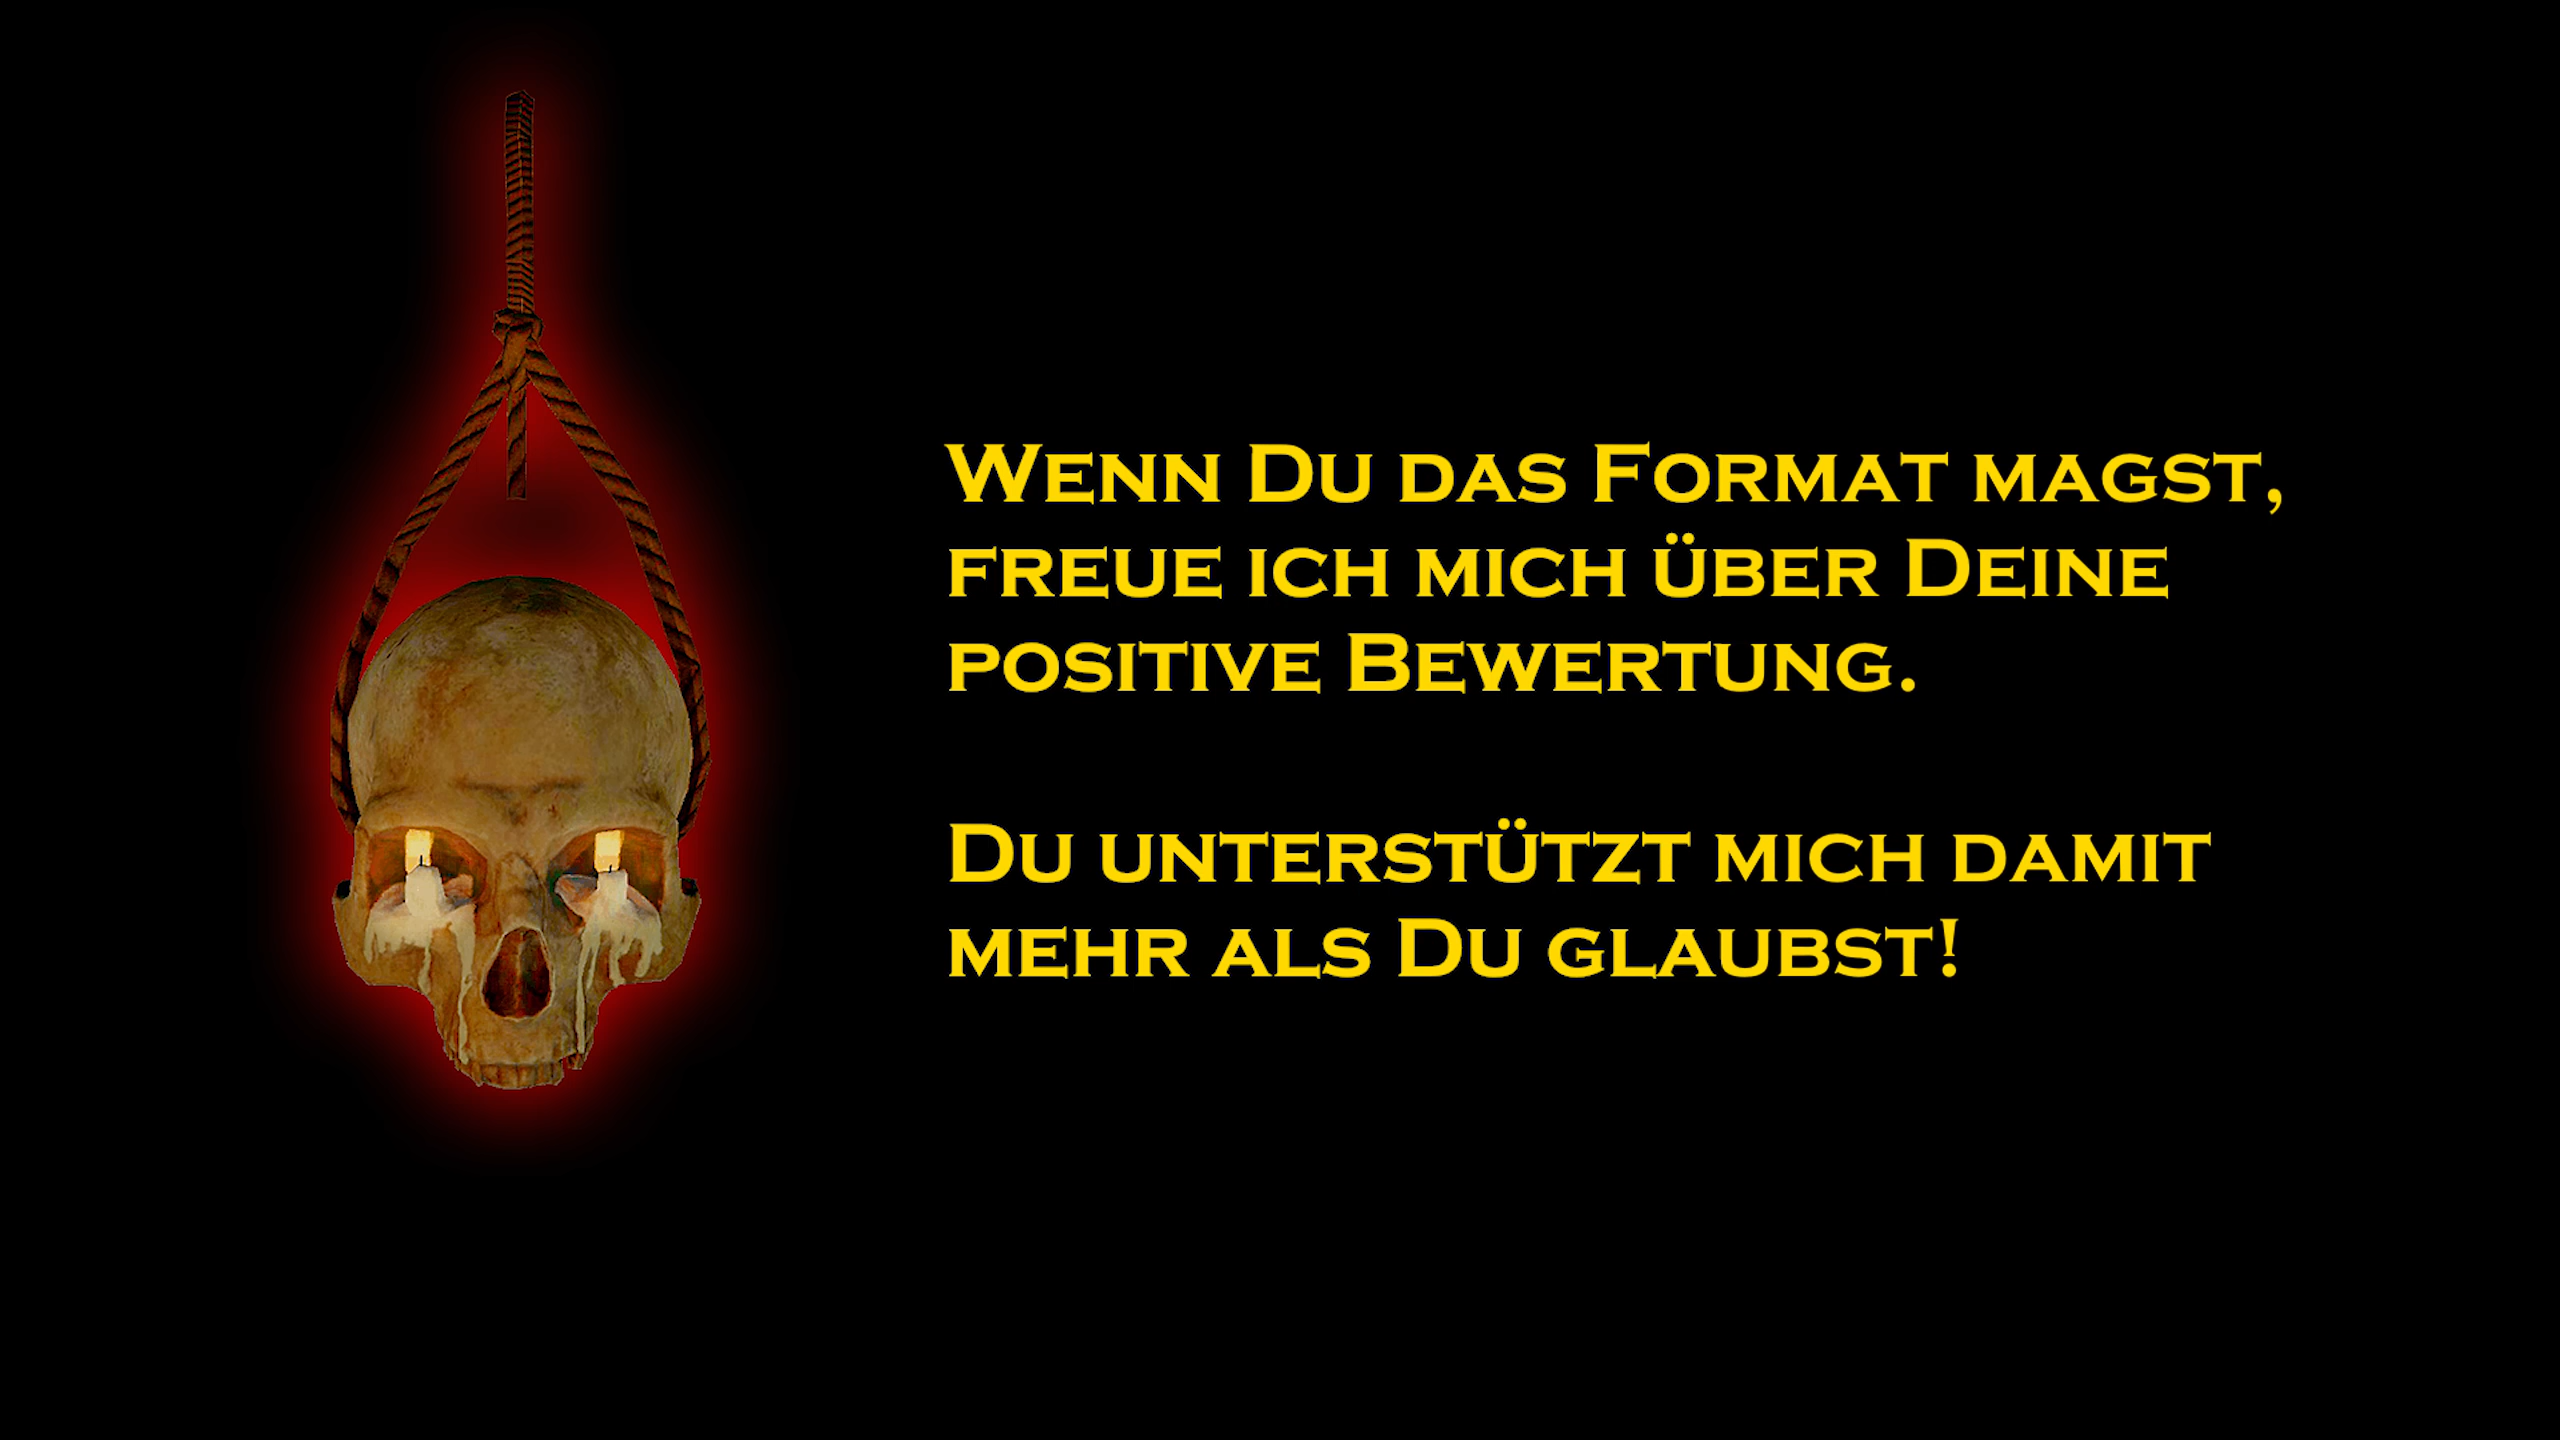 Wenn Du das Format magst,
freue ich mich über Deine
positive Bewertung.
Du unterstützt mich damit
mehr als Du glaubst!